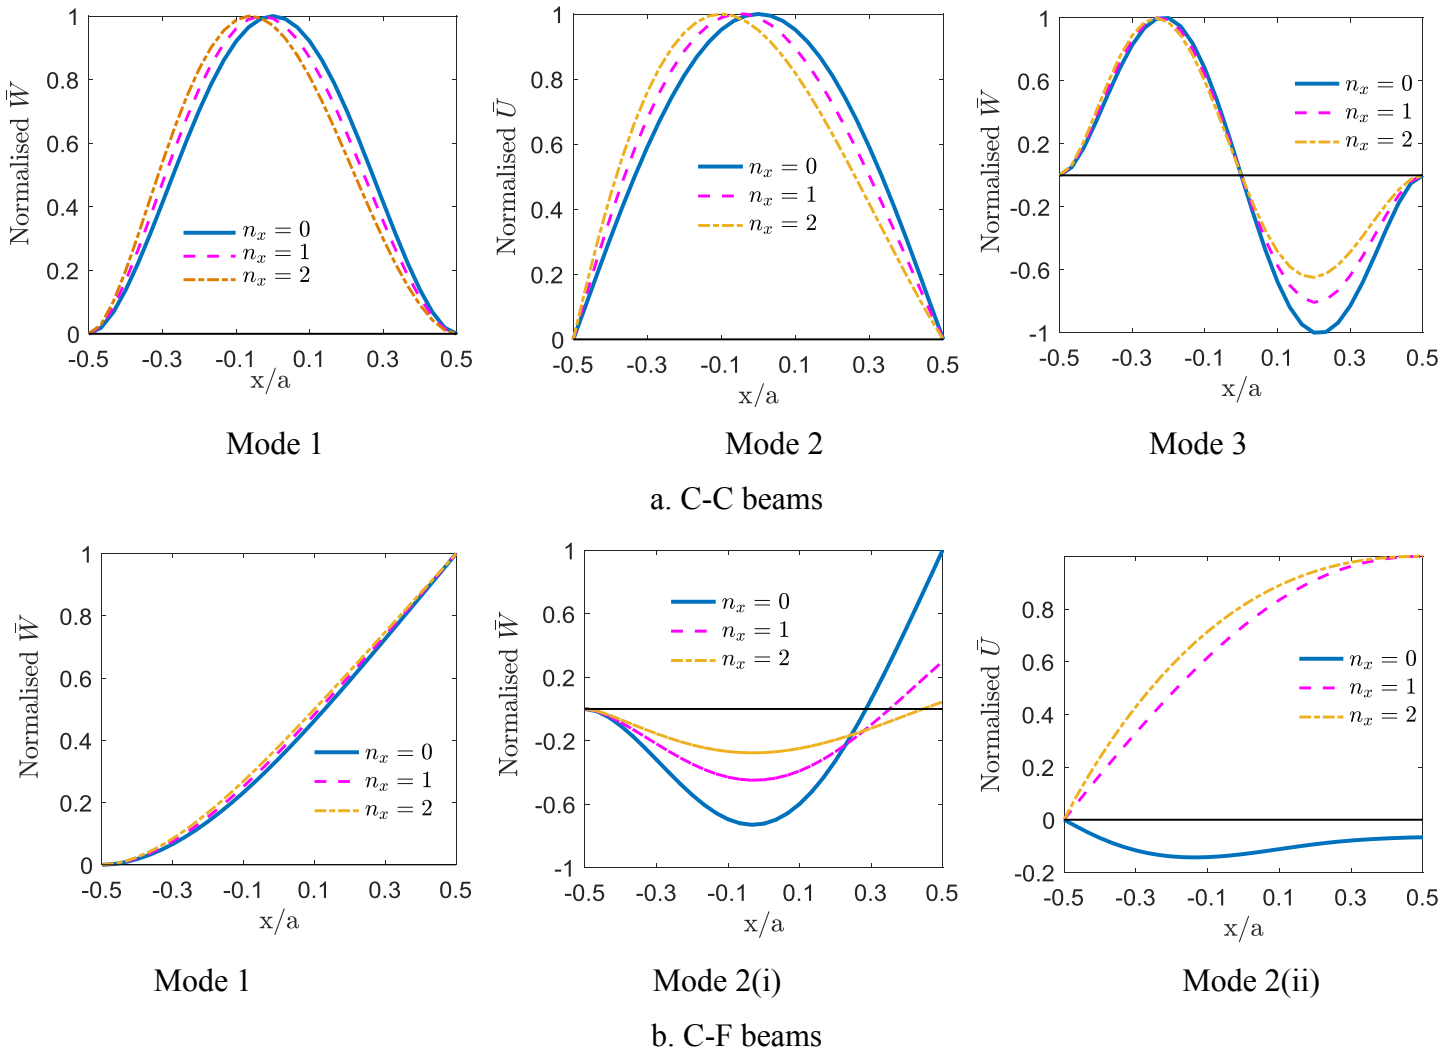 1
0.8
0.6
0.4
0.2
0
Normalised W̄
n_x = 0
n_x = 1
n_x = 2
-0.5 -0.3 -0.1 0.1 0.3 0.5
x/a
Mode 1
1
0.8
0.6
0.4
0.2
0
Normalised Ū
n_x = 0
n_x = 1
n_x = 2
-0.5 -0.3 -0.1 0.1 0.3 0.5
x/a
Mode 2
1
0.6
0.2
-0.2
-0.6
-1
Normalised W̄
n_x = 0
n_x = 1
n_x = 2
-0.5 -0.3 -0.1 0.1 0.3 0.5
x/a
Mode 3
a. C-C beams
1
0.8
0.6
0.4
0.2
0
Normalised W̄
n_x = 0
n_x = 1
n_x = 2
-0.5 -0.3 -0.1 0.1 0.3 0.5
x/a
Mode 1
1
0.6
0.2
-0.2
-0.6
-1
Normalised W̄
n_x = 0
n_x = 1
n_x = 2
-0.5 -0.3 -0.1 0.1 0.3 0.5
x/a
Mode 2(i)
0.8
0.6
0.4
0.2
0
-0.2
Normalised Ū
n_x = 0
n_x = 1
n_x = 2
-0.5 -0.3 -0.1 0.1 0.3 0.5
x/a
Mode 2(ii)
b. C-F beams